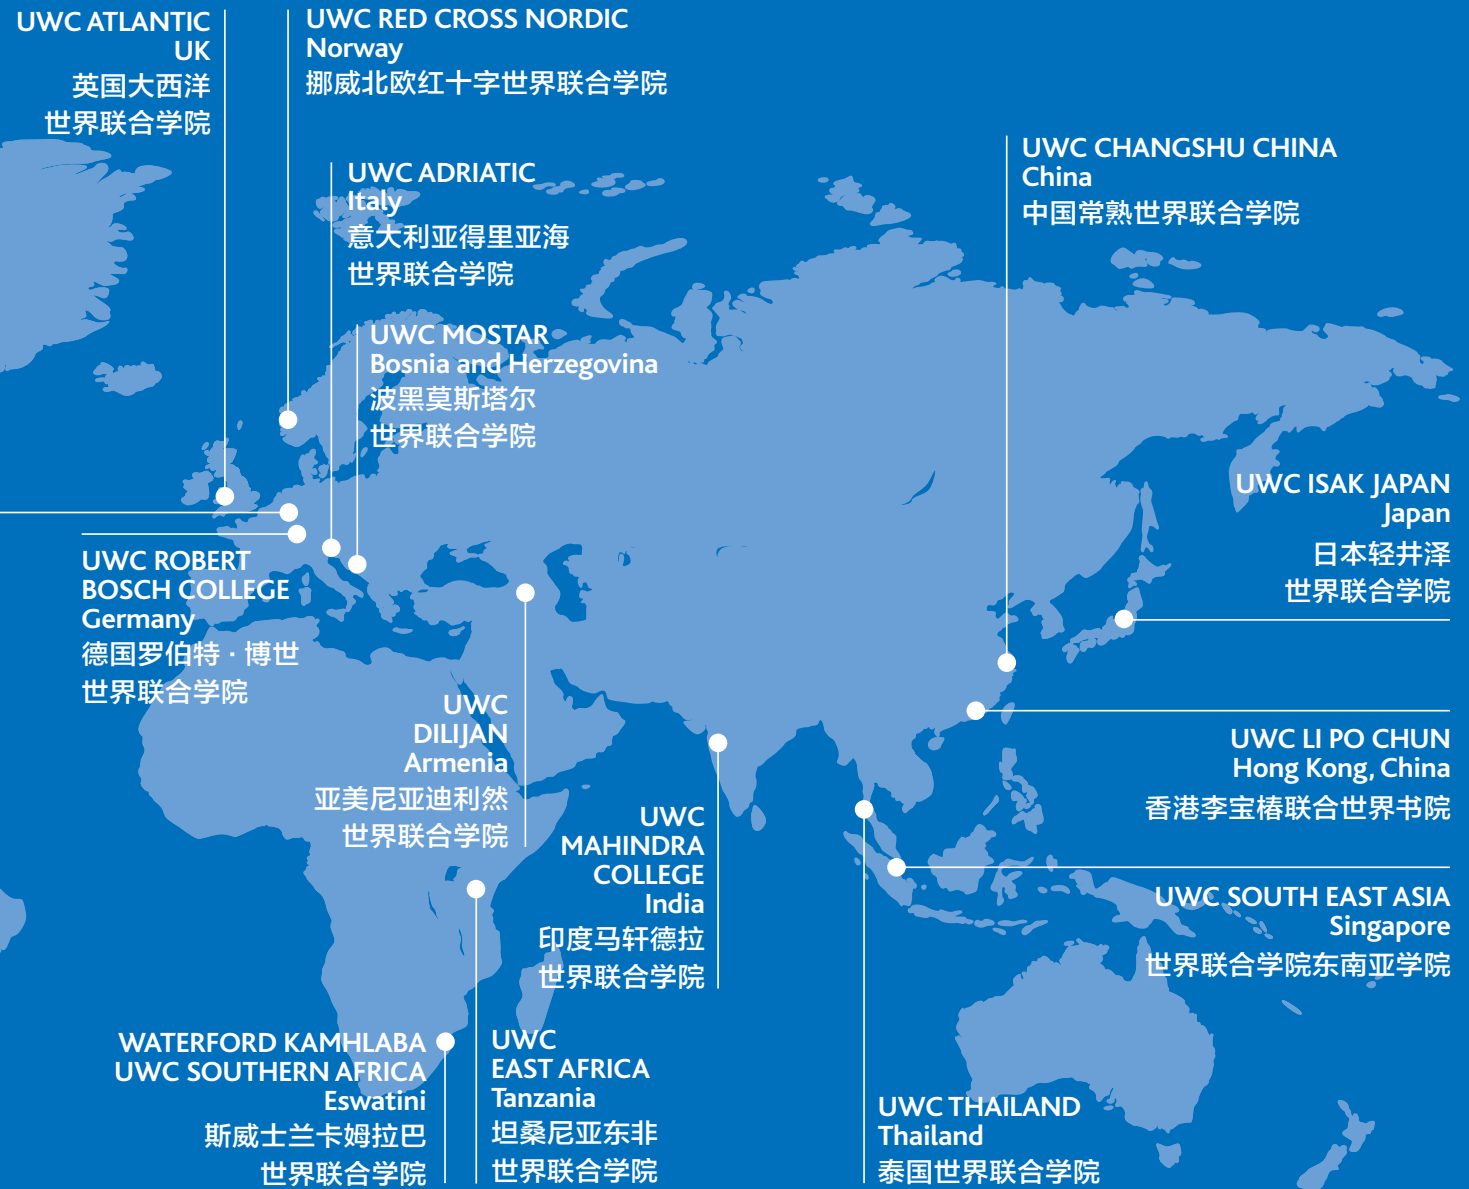 UWC ATLANTIC
UK
英国大西洋
世界联合学院
UWC RED CROSS NORDIC
Norway
挪威北欧红十字世界联合学院
UWC ADRIATIC
Italy
意大利亚得里亚海
世界联合学院
UWC CHANGSHU CHINA
China
中国常熟世界联合学院
UWC MOSTAR
Bosnia and Herzegovina
波黑莫斯塔尔
世界联合学院
UWC ISAK JAPAN
Japan
日本轻井泽
世界联合学院
UWC ROBERT
BOSCH COLLEGE
Germany
德国罗伯特 · 博世
世界联合学院
UWC
DILIJAN
Armenia
亚美尼亚迪利然
世界联合学院
UWC LI PO CHUN
Hong Kong, China
香港李宝椿联合世界书院
UWC
MAHINDRA
COLLEGE
India
印度马轩德拉
世界联合学院
UWC SOUTH EAST ASIA
Singapore
世界联合学院东南亚学院
WATERFORD KAMHLABA
UWC SOUTHERN AFRICA
Eswatini
斯威士兰卡姆拉巴
世界联合学院
UWC
EAST AFRICA
Tanzania
坦桑尼亚东非
世界联合学院
UWC THAILAND
Thailand
泰国世界联合学院